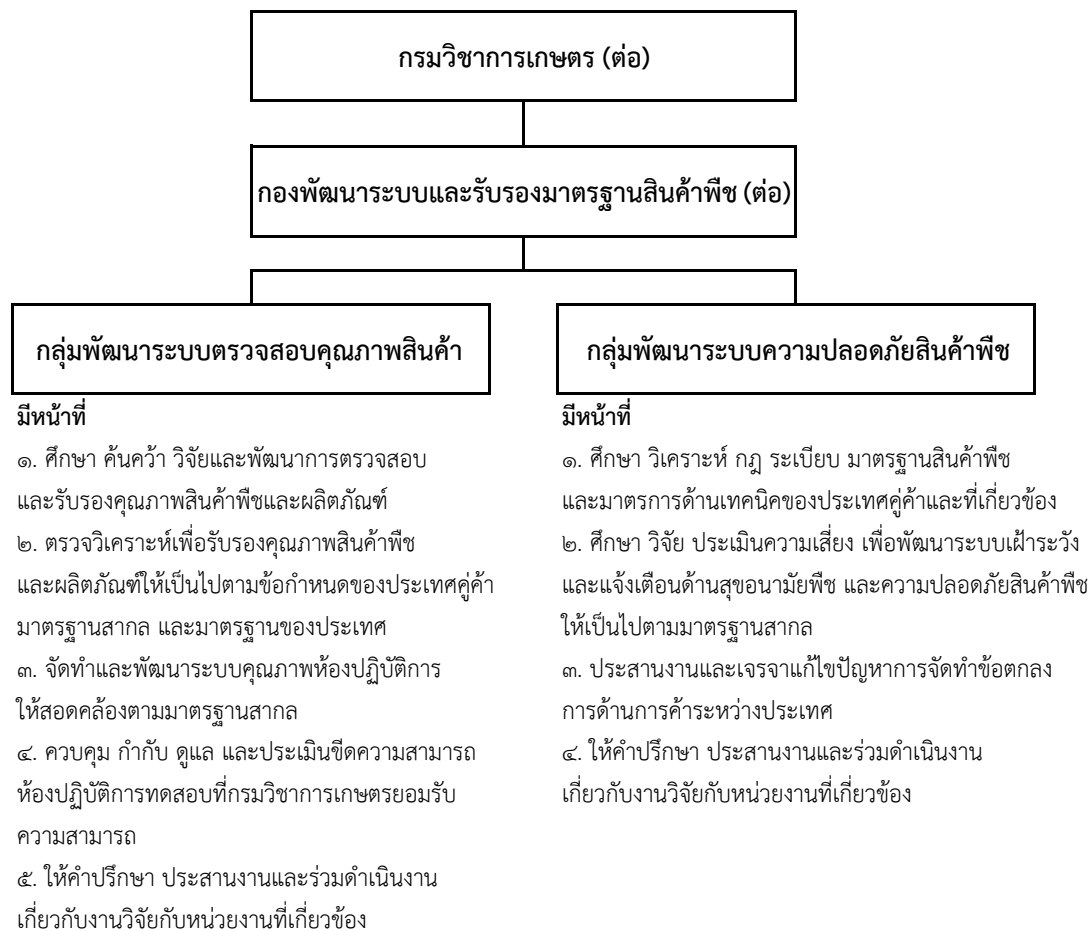 กรมวิชาการเกษตร (ต่อ)
กองพัฒนาระบบและรับรองมาตรฐานสินค้าพืช (ต่อ)
กลุ่มพัฒนาระบบตรวจสอบคุณภาพสินค้า
มีหน้าที่
๑. ศึกษา ค้นคว้า วิจัยและพัฒนาการตรวจสอบ
และรับรองคุณภาพสินค้าพืชและผลิตภัณฑ์
๒. ตรวจวิเคราะห์เพื่อรับรองคุณภาพสินค้าพืช
และผลิตภัณฑ์ให้เป็นไปตามข้อกำหนดของประเทศคู่ค้า
มาตรฐานสากล และมาตรฐานของประเทศ
๓. จัดทำและพัฒนาระบบคุณภาพห้องปฏิบัติการ
ให้สอดคล้องตามมาตรฐานสากล
๔. ควบคุม กำกับ ดูแล และประเมินขีดความสามารถ
ห้องปฏิบัติการทดสอบที่กรมวิชาการเกษตรยอมรับ
ความสามารถ
๕. ให้คำปรึกษา ประสานงานและร่วมดำเนินงาน
เกี่ยวกับงานวิจัยกับหน่วยงานที่เกี่ยวข้อง
กลุ่มพัฒนาระบบความปลอดภัยสินค้าพืช
มีหน้าที่
๑. ศึกษา วิเคราะห์ กฎ ระเบียบ มาตรฐานสินค้าพืช
และมาตรการด้านเทคนิคของประเทศคู่ค้าและที่เกี่ยวข้อง
๒. ศึกษา วิจัย ประเมินความเสี่ยง เพื่อพัฒนาระบบเฝ้าระวัง
และแจ้งเตือนด้านสุขอนามัยพืช และความปลอดภัยสินค้าพืช
ให้เป็นไปตามมาตรฐานสากล
๓. ประสานงานและเจรจาแก้ไขปัญหาการจัดทำข้อตกลง
การด้านการค้าระหว่างประเทศ
๔. ให้คำปรึกษา ประสานงานและร่วมดำเนินงาน
เกี่ยวกับงานวิจัยกับหน่วยงานที่เกี่ยวข้อง